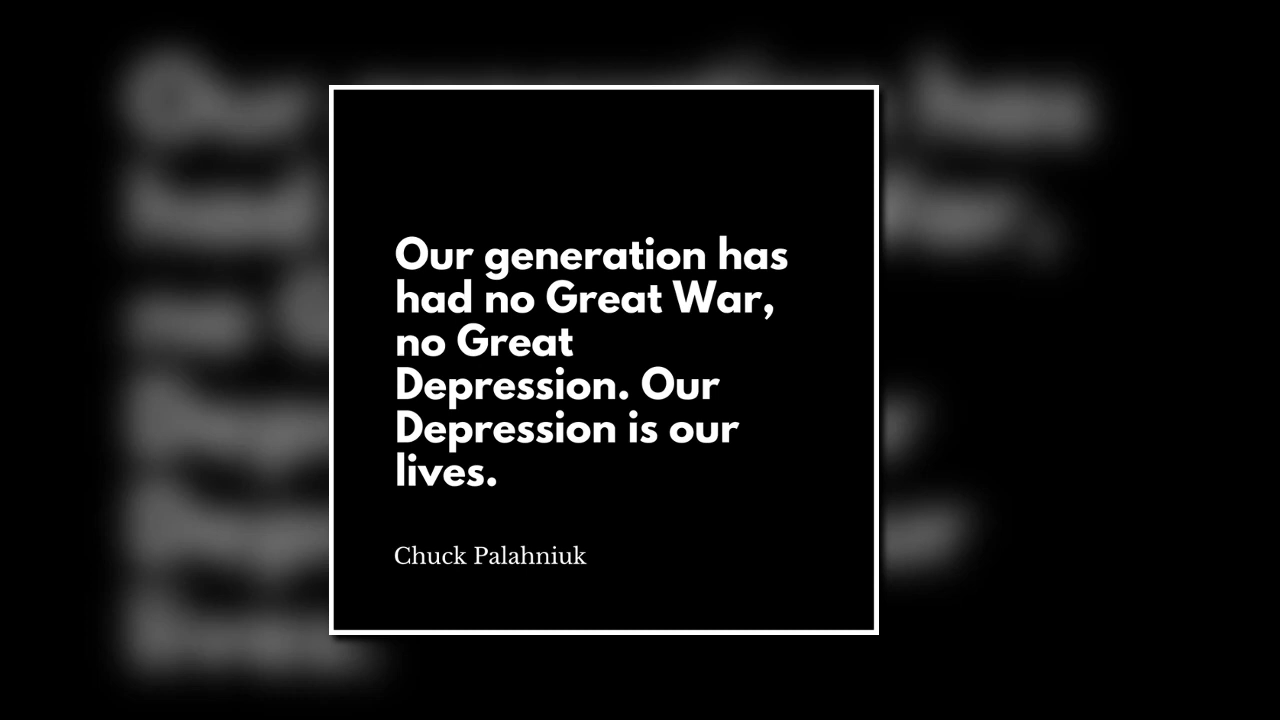 Our generation has
had no Great War,
no Great
Depression. Our
Depression is our
lives.
Chuck Palahniuk